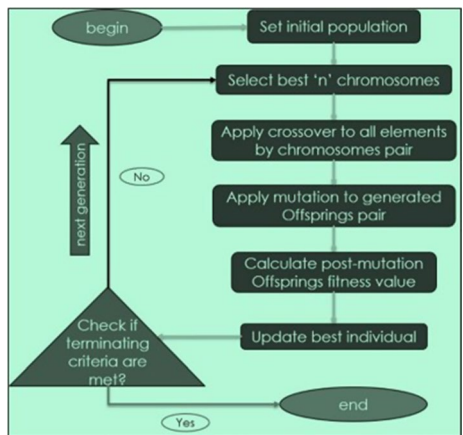 begin
Set initial population
Select best 'n' chromosomes
Apply crossover to all elements
by chromosomes pair
Apply mutation to generated
Offsprings pair
Calculate post-mutation
Offsprings fitness value
Update best individual
Check if
terminating
criteria are
met?
No
next generation
Yes
end